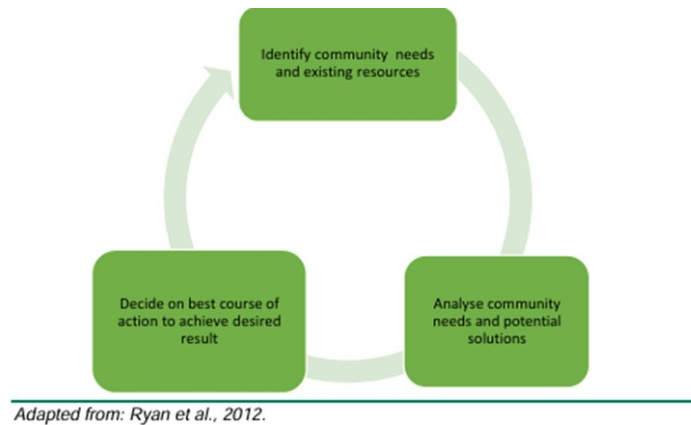 Identify community needs
and existing resources
Decide on best course of
action to achieve desired
result
Analyse community
needs and potential
solutions
Adapted from: Ryan et al., 2012.